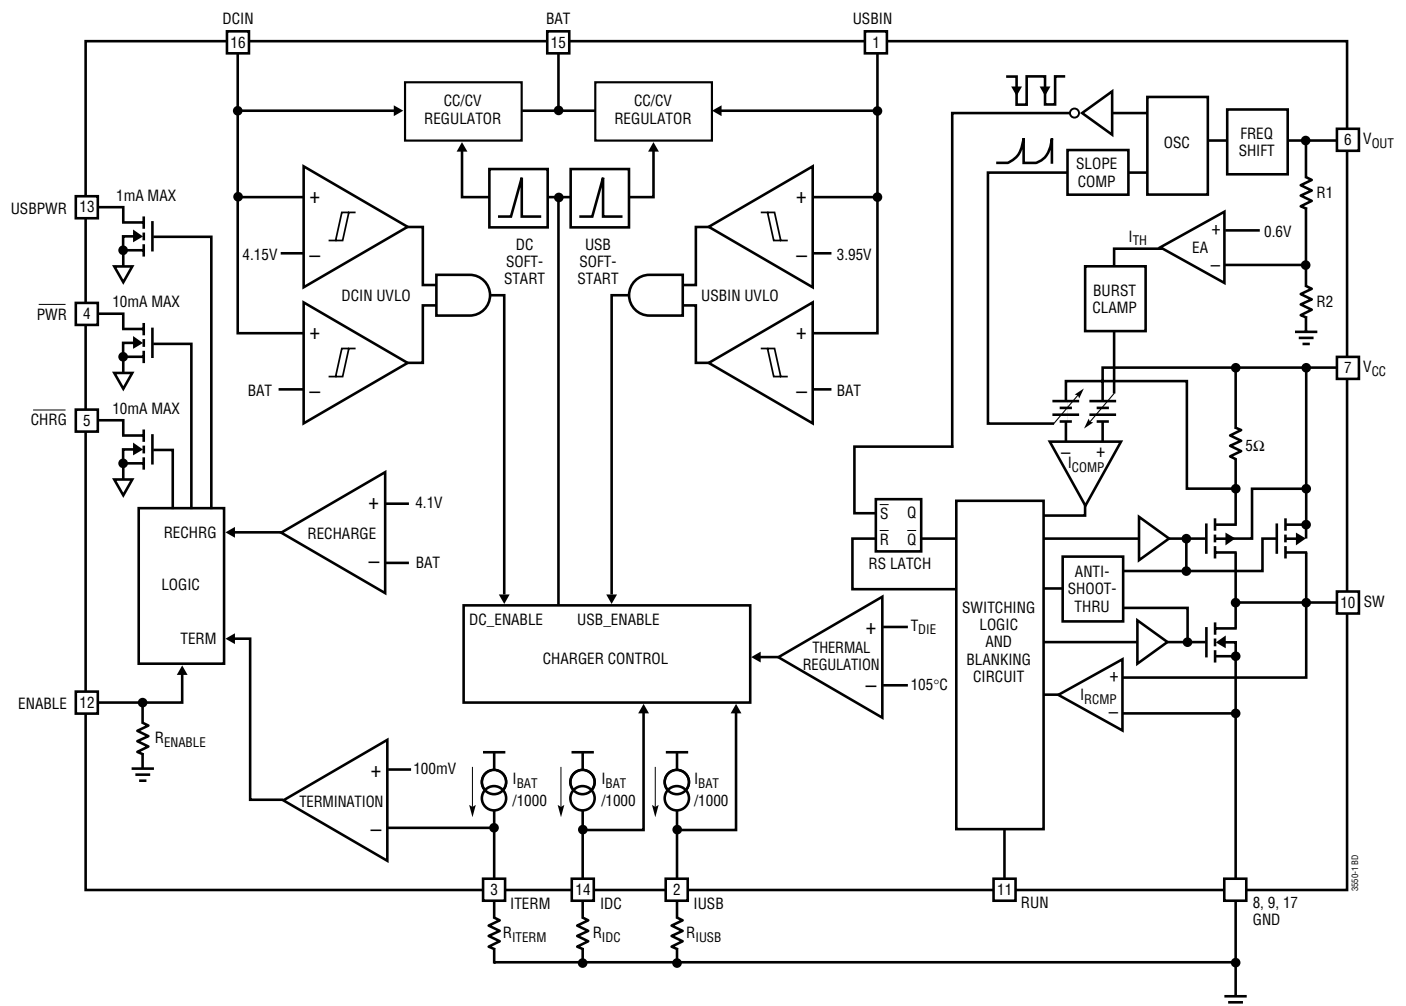 DCIN
BAT
USBIN
16
15
1
CC/CV
REGULATOR
CC/CV
REGULATOR
OSC
FREQ
SHIFT
6
VOUT
SLOPE
COMP
R1
1mA MAX
USBPWR
13
+
4.15V
–
DC
SOFT-
START
USB
SOFT-
START
+
3.95V
–
ITH
EA
+
0.6V
–
DCIN UVLO
USBIN UVLO
BURST
CLAMP
R2
10mA MAX
PWR
4
+
BAT
–
+
BAT
–
7
VCC
10mA MAX
CHRG
5
5Ω
– +
ICOMP
RECHRG
LOGIC
TERM
RECHARGE
+
4.1V
–
BAT
S Q
R Q
RS LATCH
SWITCHING
LOGIC
AND
BLANKING
CIRCUIT
ANTI-
SHOOT-
THRU
10
SW
DC_ENABLE
USB_ENABLE
CHARGER CONTROL
THERMAL
REGULATION
+
TDIE
–
105°C
IRCMP
+
–
ENABLE
12
RENABLE
TERMINATION
+
100mV
–
IBAT
/1000
IBAT
/1000
IBAT
/1000
3
ITERM
14
IDC
2
IUSB
11
RUN
8, 9, 17
GND
3550-1 BD
RITERM
RIDC
RIUSB